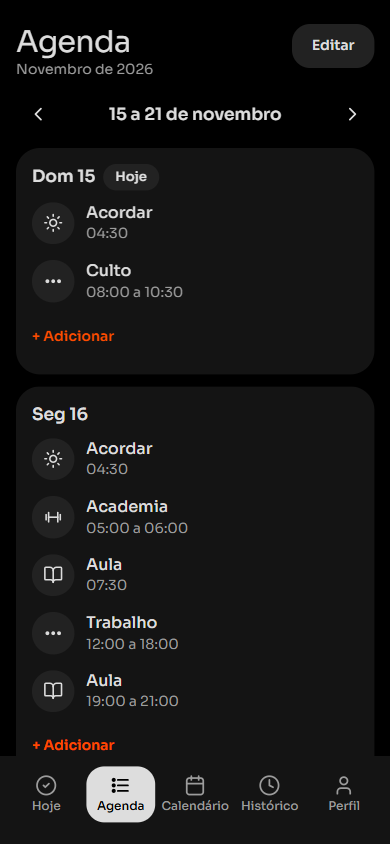 Agenda
Editar
Novembro de 2026
15 a 21 de novembro
Dom 15 Hoje
Acordar
04:30
Culto
08:00 a 10:30
+ Adicionar
Seg 16
Acordar
04:30
Academia
05:00 a 06:00
Aula
07:30
Trabalho
12:00 a 18:00
Aula
19:00 a 21:00
+ Adicionar
Hoje Agenda Calendário Histórico Perfil